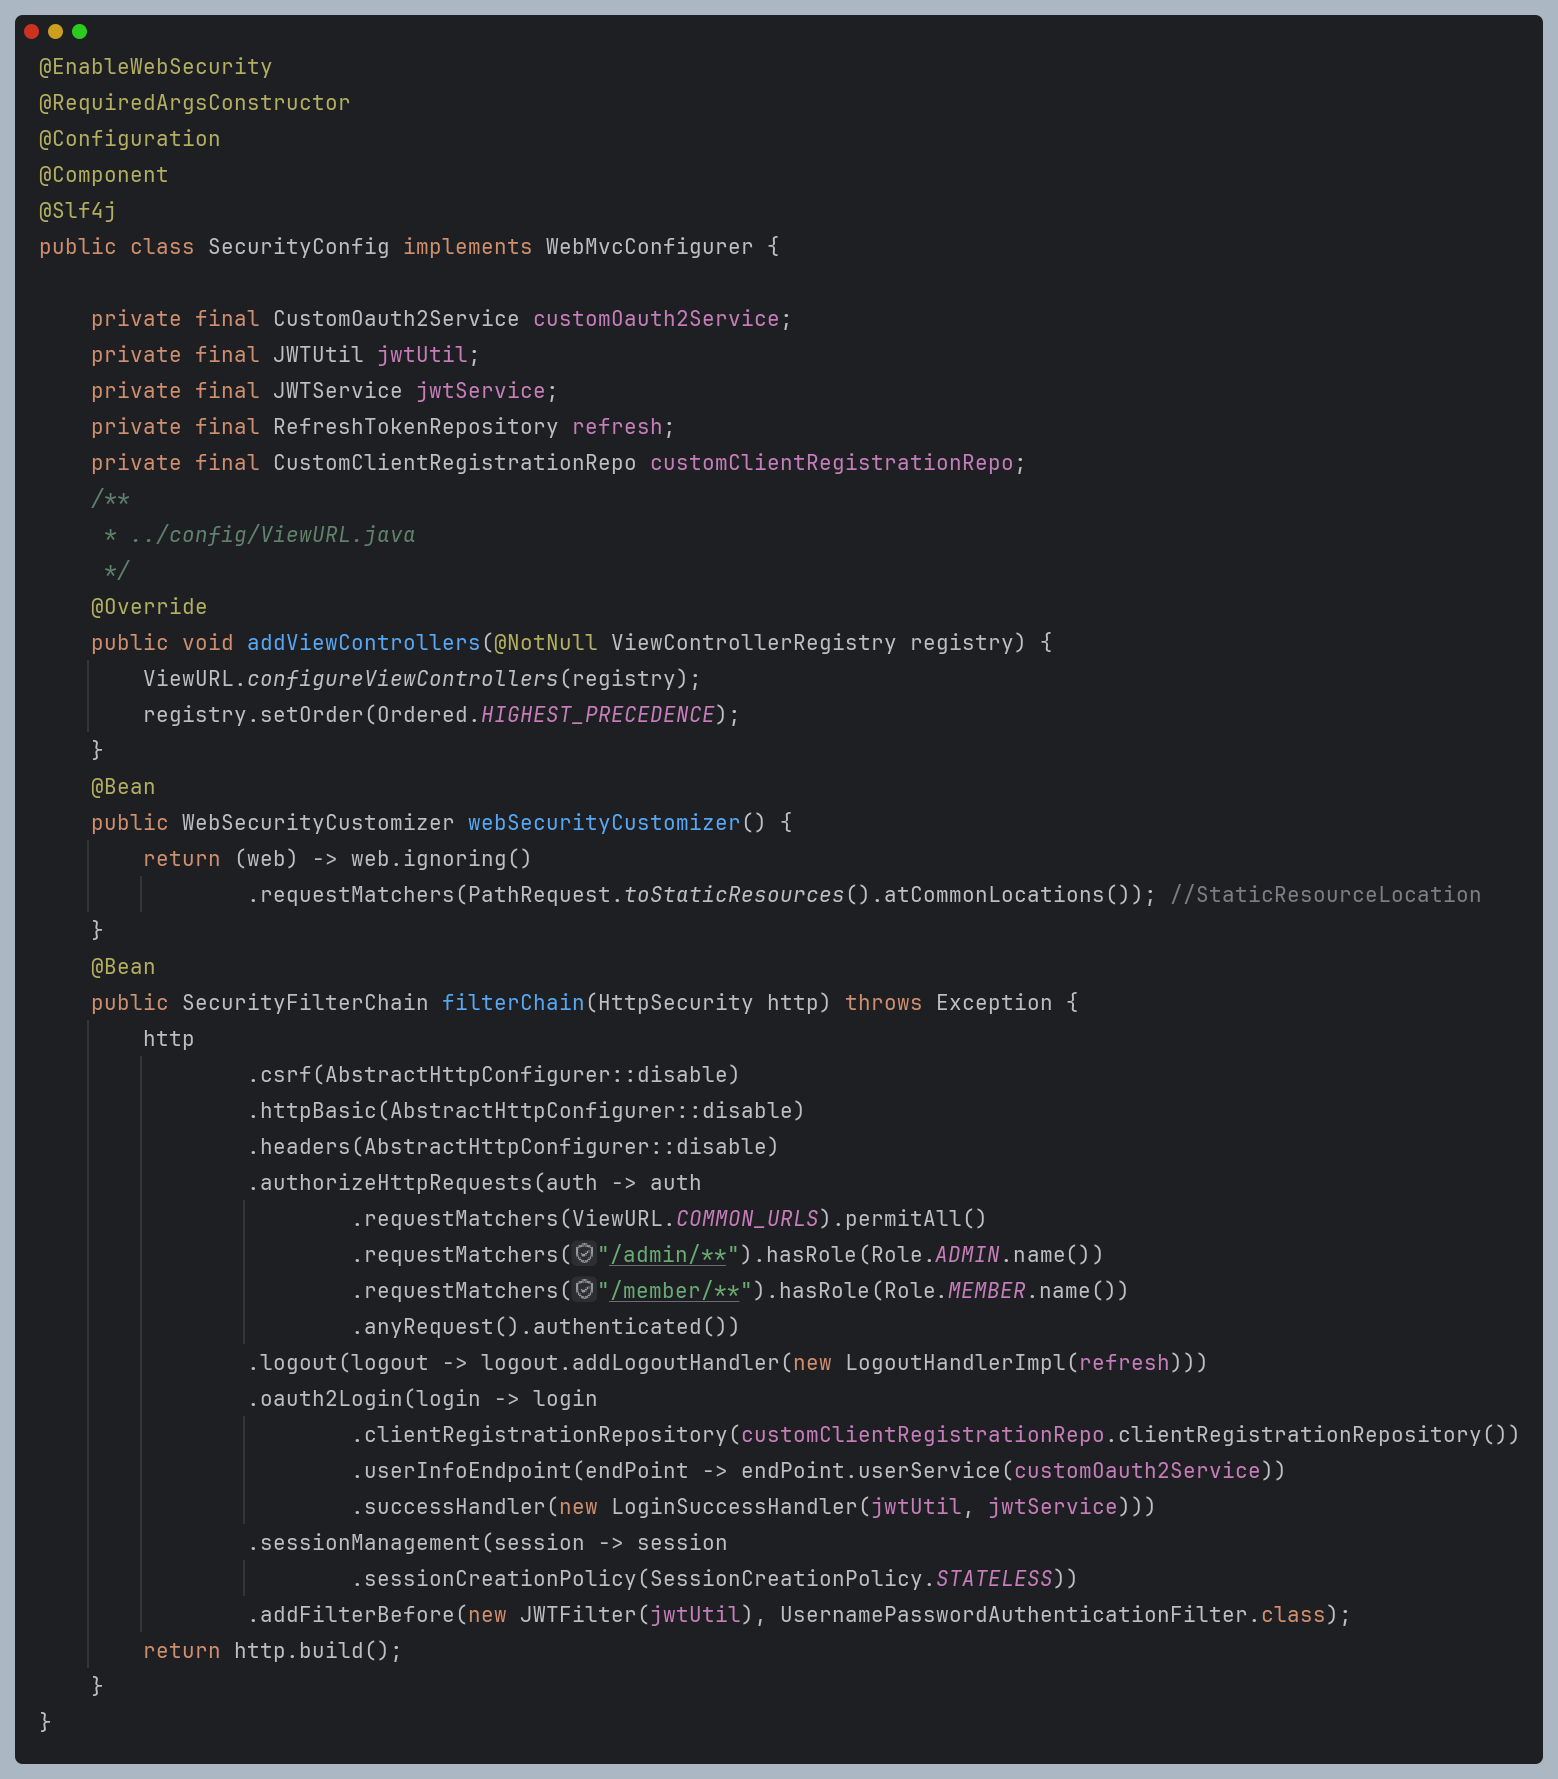 @EnableWebSecurity
@RequiredArgsConstructor
@Configuration
@Component
@Slf4j
public class SecurityConfig implements WebMvcConfigurer {
private final CustomOauth2Service customOauth2Service;
private final JWTUtil jwtUtil;
private final JWTService jwtService;
private final RefreshTokenRepository refresh;
private final CustomClientRegistrationRepo customClientRegistrationRepo;
/**
* ../config/ViewURL.java
*/
@Override
public void addViewControllers(@NotNull ViewControllerRegistry registry) {
ViewURL.configureViewControllers(registry);
registry.setOrder(Ordered.HIGHEST_PRECEDENCE);
}
@Bean
public WebSecurityCustomizer webSecurityCustomizer() {
return (web) -> web.ignoring()
.requestMatchers(PathRequest.toStaticResources().atCommonLocations()); //StaticResourceLocation
}
@Bean
public SecurityFilterChain filterChain(HttpSecurity http) throws Exception {
http
.csrf(AbstractHttpConfigurer::disable)
.httpBasic(AbstractHttpConfigurer::disable)
.headers(AbstractHttpConfigurer::disable)
.authorizeHttpRequests(auth -> auth
.requestMatchers(ViewURL.COMMON_URLS).permitAll()
.requestMatchers("/admin/**").hasRole(Role.ADMIN.name())
.requestMatchers("/member/**").hasRole(Role.MEMBER.name())
.anyRequest().authenticated())
.logout(logout -> logout.addLogoutHandler(new LogoutHandlerImpl(refresh)))
.oauth2Login(login -> login
.clientRegistrationRepository(customClientRegistrationRepo.clientRegistrationRepository())
.userInfoEndpoint(endPoint -> endPoint.userService(customOauth2Service))
.successHandler(new LoginSuccessHandler(jwtUtil, jwtService)))
.sessionManagement(session -> session
.sessionCreationPolicy(SessionCreationPolicy.STATELESS))
.addFilterBefore(new JWTFilter(jwtUtil), UsernamePasswordAuthenticationFilter.class);
return http.build();
}
}